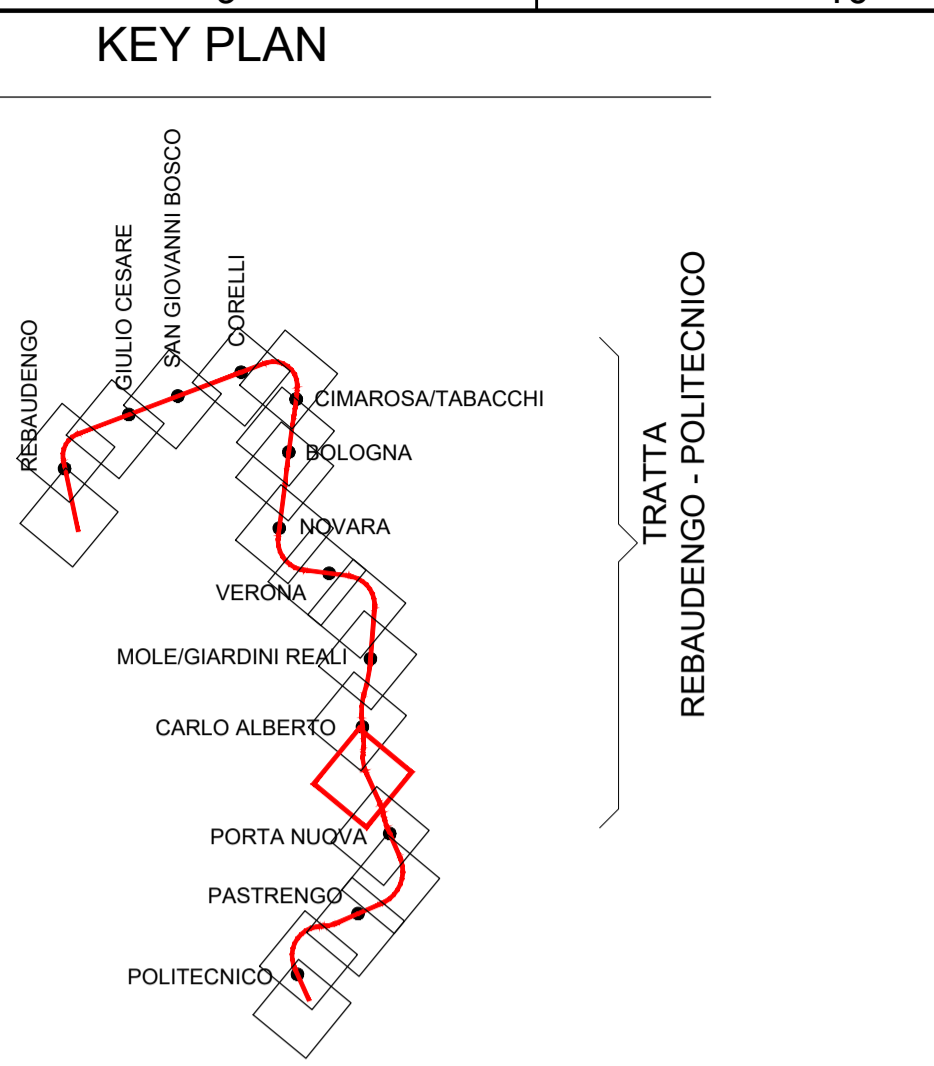 KEY PLAN
REBAUDENGO
GIULIO CESARE
SAN GIOVANNI BOSCO
CORELLI
CIMAROSA/TABACCHI
BOLOGNA
NOVARA
VERONA
MOLE/GIARDINI REALI
CARLO ALBERTO
PORTA NUOVA
PASTRENGO
POLITECNICO
TRATTA
REBAUDENGO - POLITECNICO